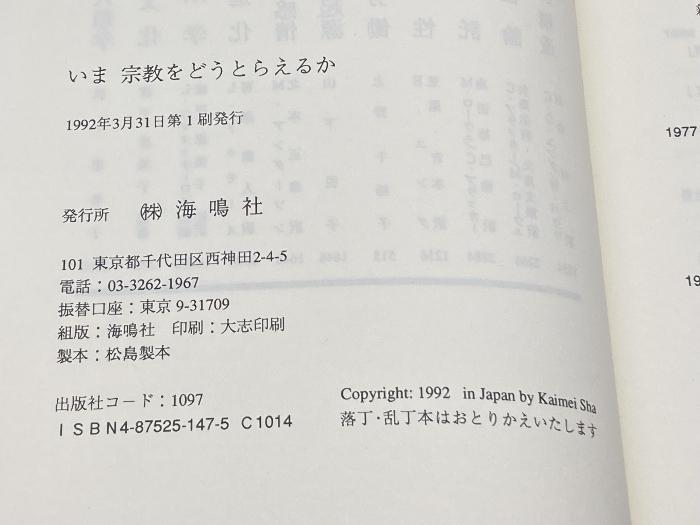 いま 宗教をどうとらえるか
1992年3月31日第1刷発行
発行所 ㈱ 海鳴社
101 東京都千代田区西神田2-4-5
電話：03-3262-1967
振替口座：東京 9-31709
組版：海鳴社 印刷：大志印刷
製本：松島製本
出版社コード：1097
ISBN4-87525-147-5 C1014
Copyright: 1992 in Japan by Kaimei Sha
落丁・乱丁本はおとりかえいたします
1977
19